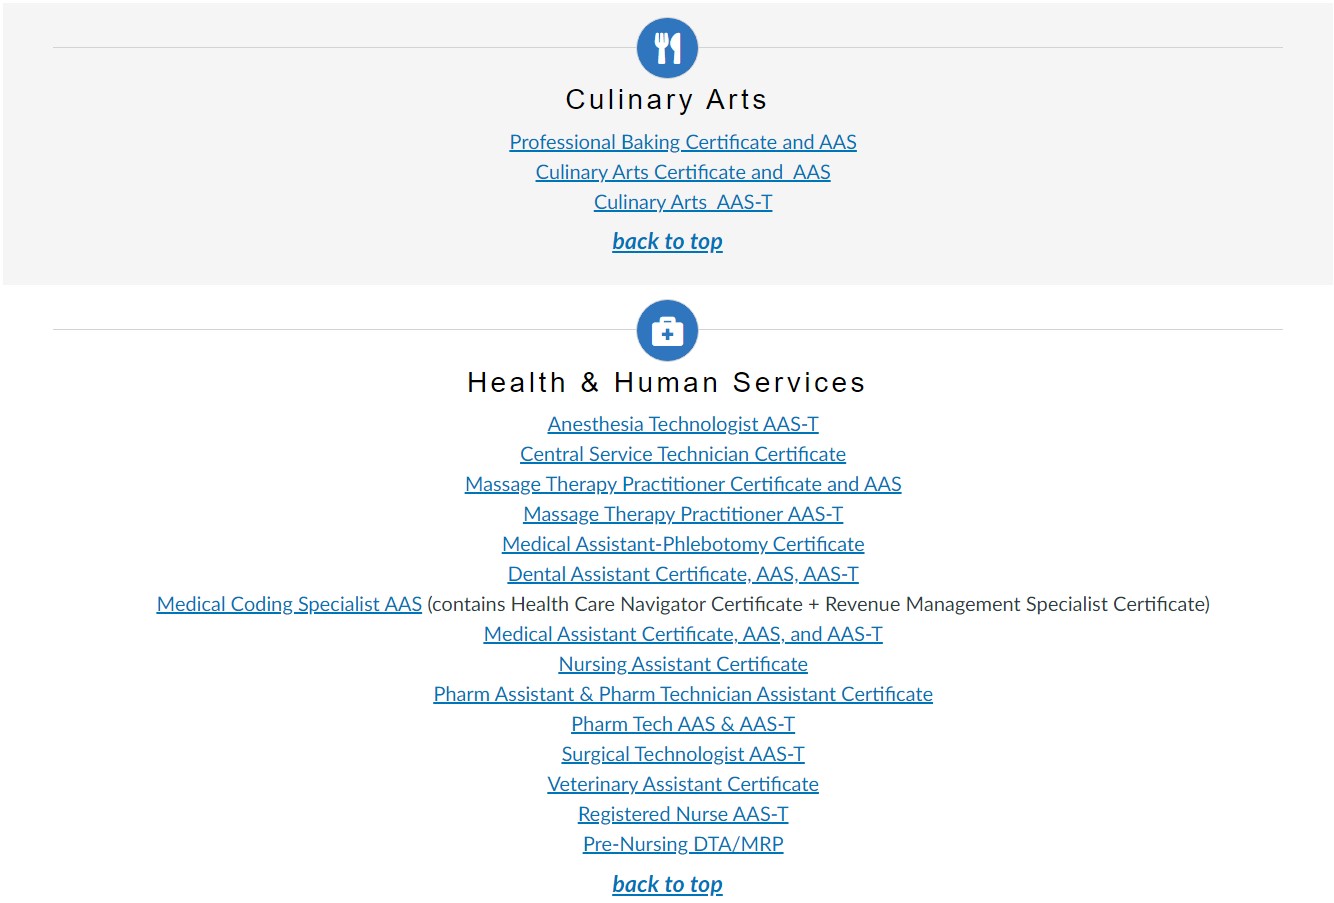 Culinary Arts
Professional Baking Certificate and AAS
Culinary Arts Certificate and  AAS
Culinary Arts  AAS-T
back to top
Health & Human Services
Anesthesia Technologist AAS-T
Central Service Technician Certificate
Massage Therapy Practitioner Certificate and AAS
Massage Therapy Practitioner AAS-T
Medical Assistant-Phlebotomy Certificate
Dental Assistant Certificate, AAS, AAS-T
Medical Coding Specialist AAS (contains Health Care Navigator Certificate + Revenue Management Specialist Certificate)
Medical Assistant Certificate, AAS, and AAS-T
Nursing Assistant Certificate
Pharm Assistant & Pharm Technician Assistant Certificate
Pharm Tech AAS & AAS-T
Surgical Technologist AAS-T
Veterinary Assistant Certificate
Registered Nurse AAS-T
Pre-Nursing DTA/MRP
back to top